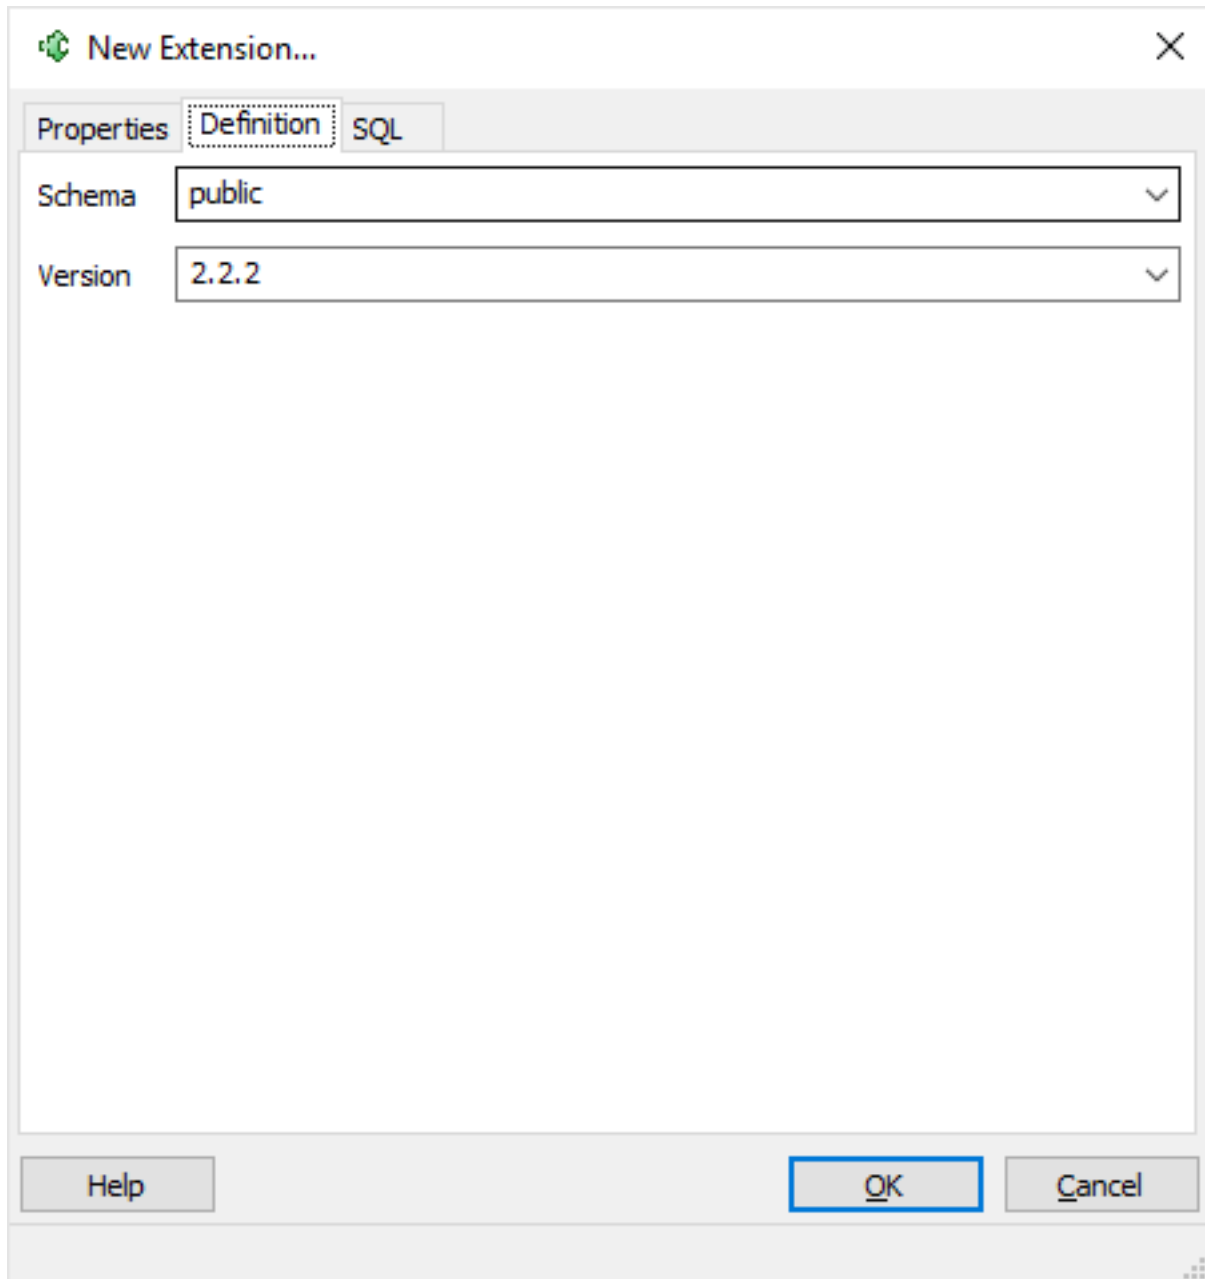 New Extension...
Properties Definition SQL
Schema public
Version 2.2.2
Help OK Cancel